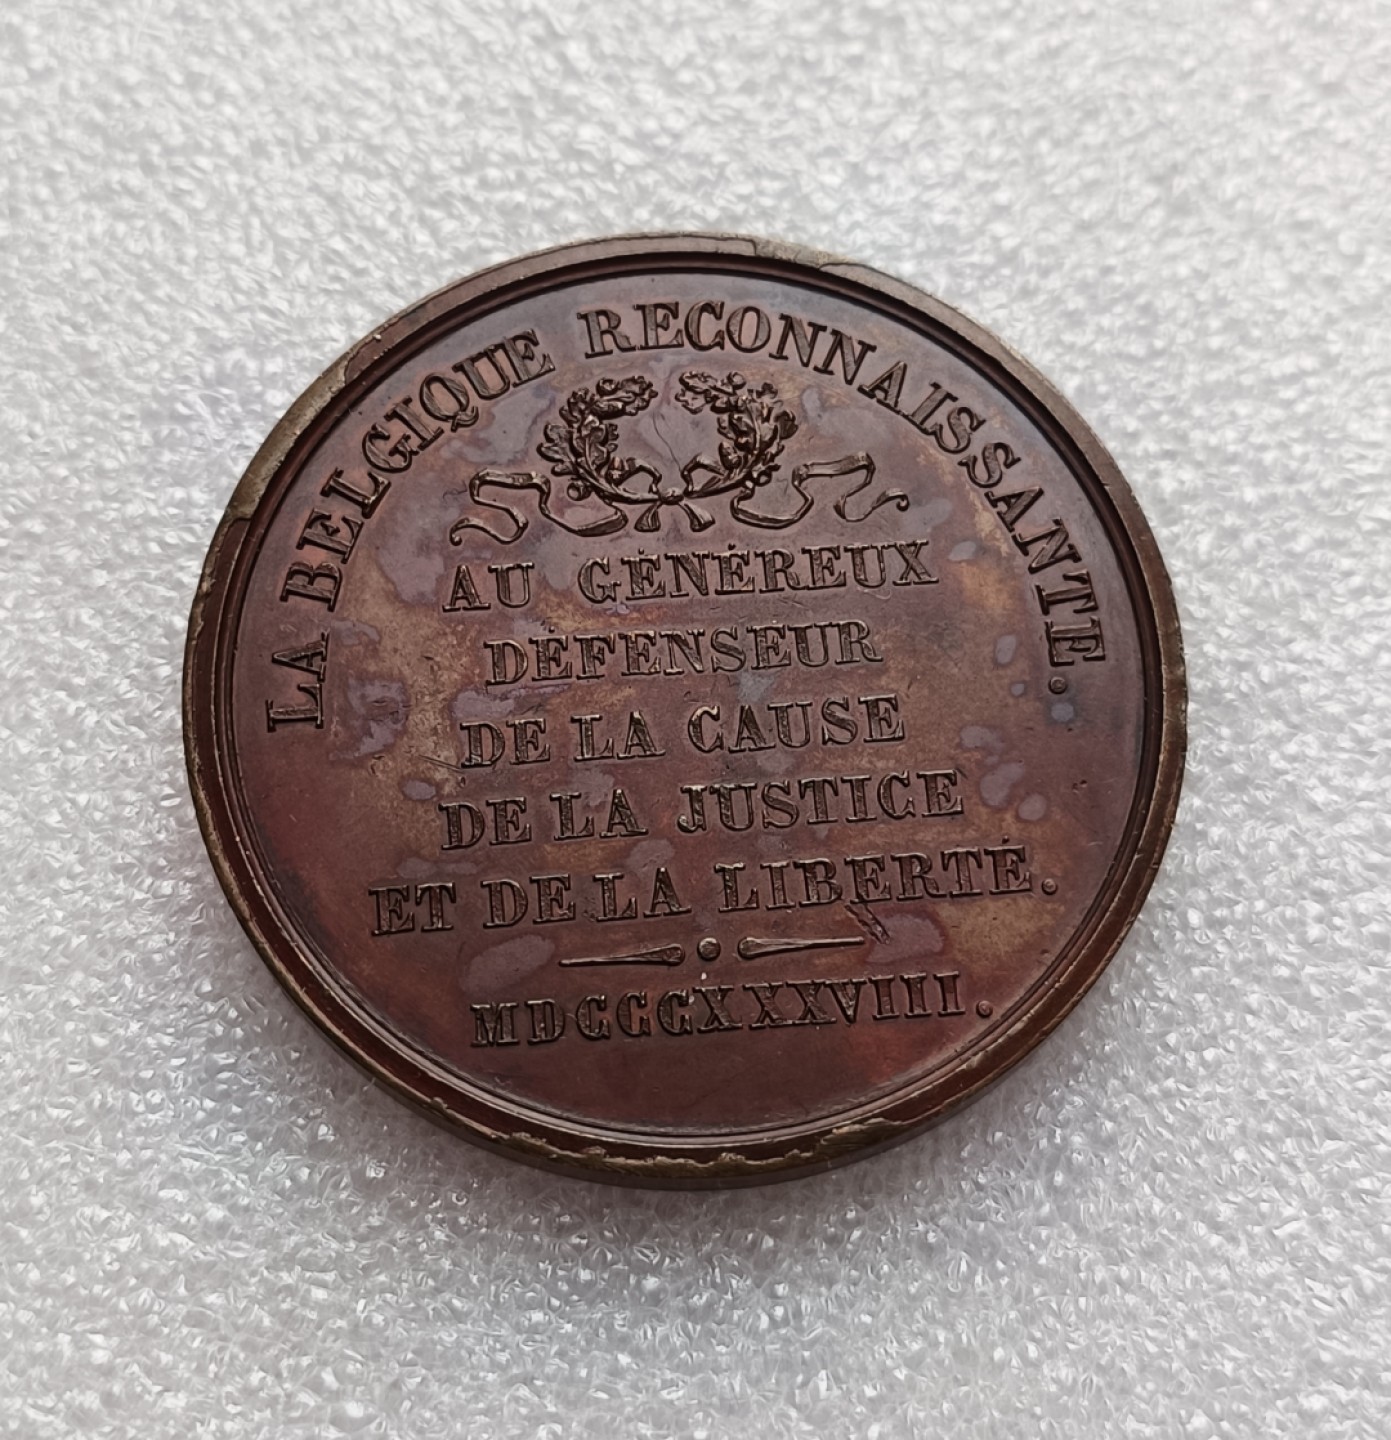 LA BELGIQUE RECONNAISSANTE.
AU GÉNÉREUX
DÉFENSEUR
DE LA CAUSE
DE LA JUSTICE
ET DE LA LIBERTÉ.
MDCCCXXXVIII.